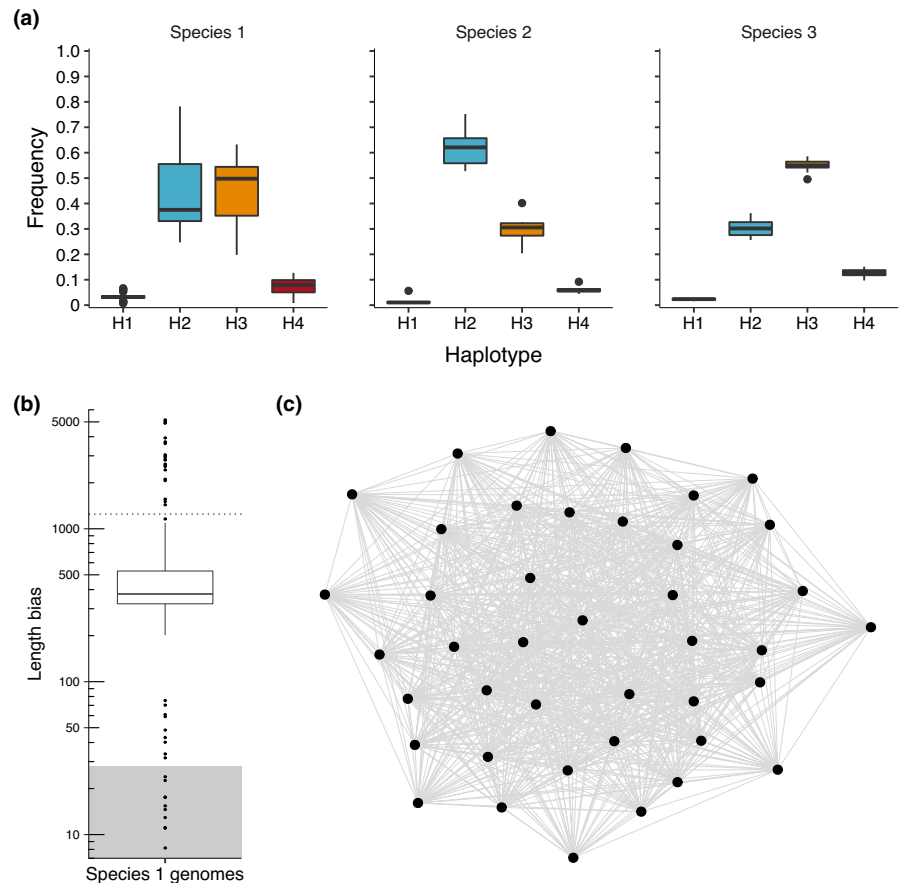 (a)
Species 1
Species 2
Species 3
Frequency
1.0
0.9
0.8
0.7
0.6
0.5
0.4
0.3
0.2
0.1
0
H1 H2 H3 H4
H1 H2 H3 H4
H1 H2 H3 H4
Haplotype
(b)
Length bias
5000
1000
500
100
50
10
Species 1 genomes
(c)